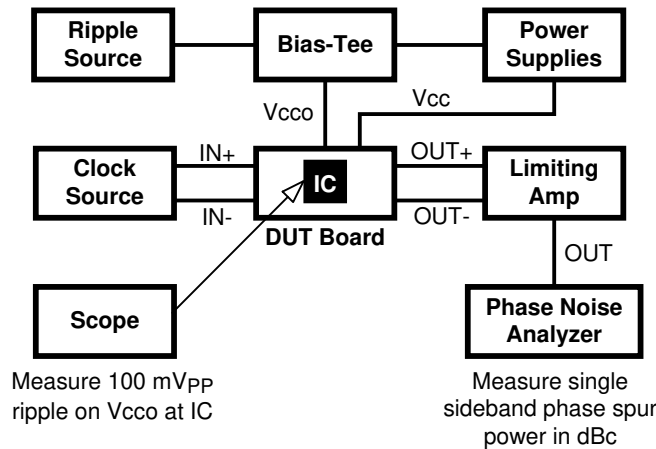 Ripple
Source
Bias-Tee
Power
Supplies
Vcco
Vcc
Clock
Source
IN+
IN-
IC
DUT Board
OUT+
OUT-
Limiting
Amp
OUT
Scope
Phase Noise
Analyzer
Measure 100 mVPP
ripple on Vcco at IC
Measure single
sideband phase spur
power in dBc